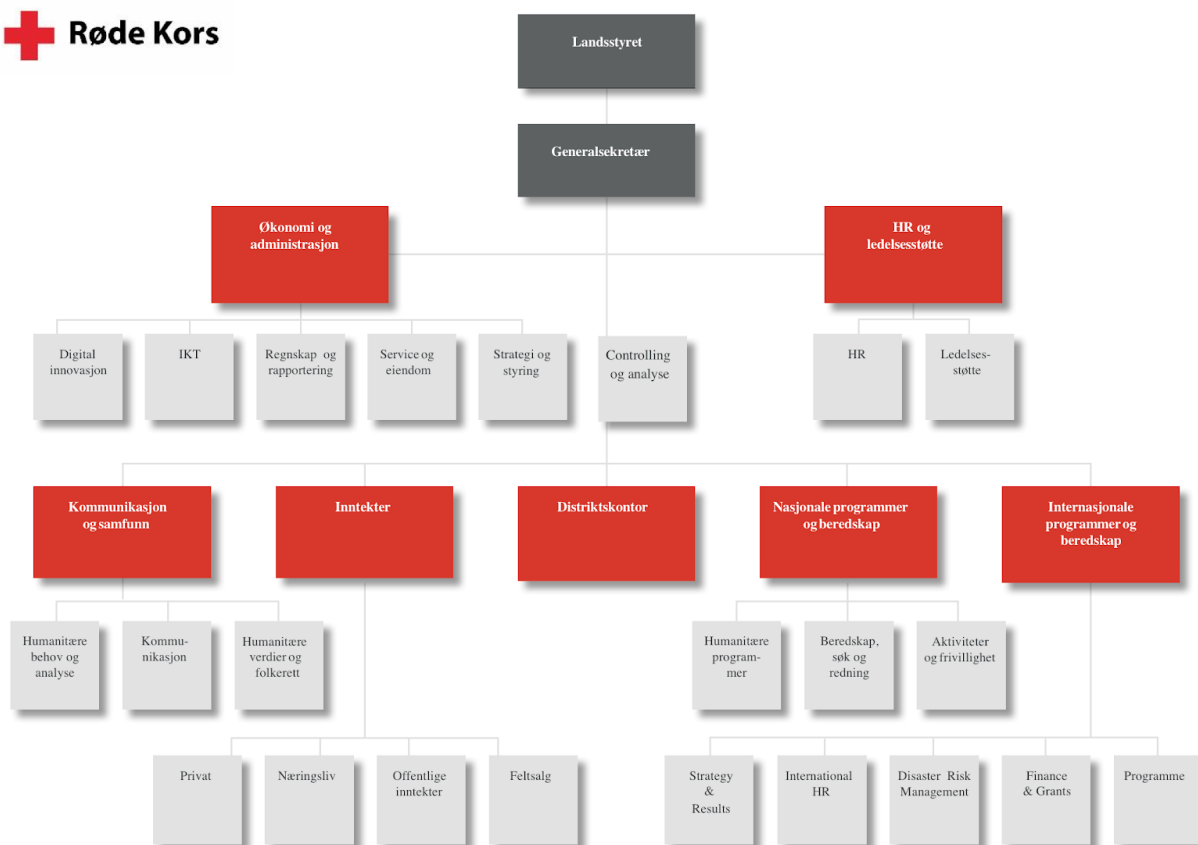 Røde Kors
Landsstyret
Generalsekretær
Økonomi og
administrasjon
HR og
ledelsesstøtte
Digital
innovasjon
IKT
Regnskap og
rapportering
Service og
eiendom
Strategi og
styring
Controlling
og analyse
HR
Ledelses-
støtte
Kommunikasjon
og samfunn
Inntekter
Distriktskontor
Nasjonale programmer
og beredskap
Internasjonale
programmer og
beredskap
Humanitære
behov og
analyse
Kommu-
nikasjon
Humanitære
verdier og
folkerett
Humanitære
program-
mer
Beredskap,
søk og
redning
Aktiviteter
og frivillighet
Privat
Næringsliv
Offentlige
inntekter
Feltsalg
Strategy
&
Results
International
HR
Disaster Risk
Management
Finance
& Grants
Programme